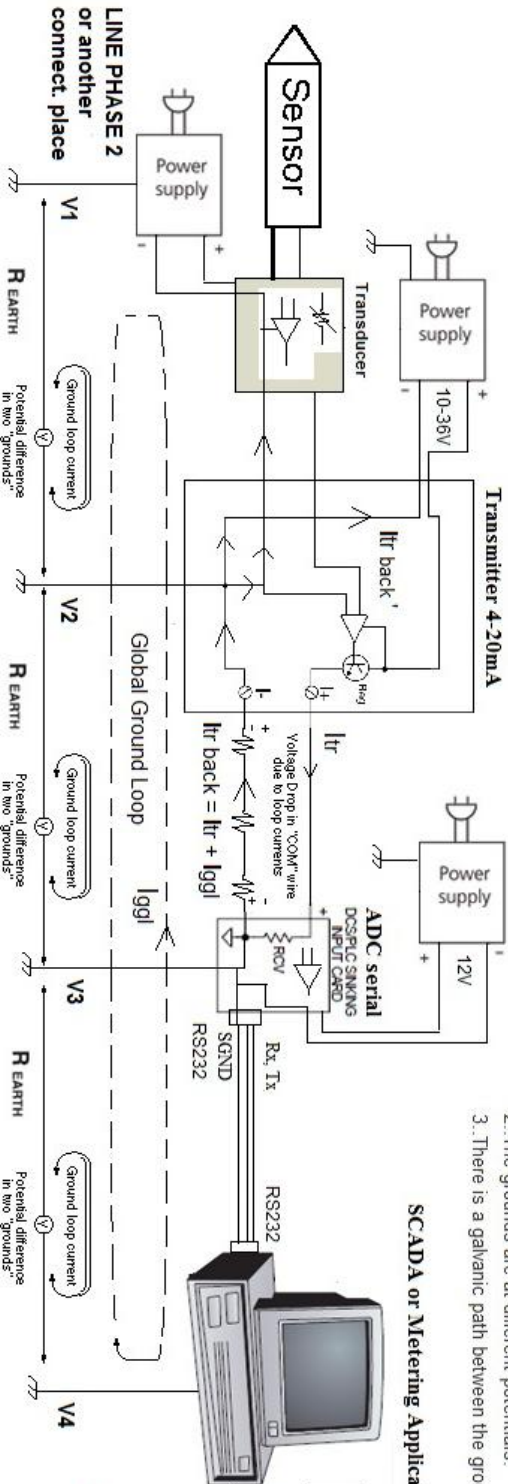 2..The grounds are at different potentials.
3..There is a galvanic path between the gro
SCADA or Metering Applica
Transmitter 4-20mA
Power
supply
+
-
10-36V
Power
supply
-
+
12V
Sensor
Transducer
Itr back '
Reg
I+
I-
Itr
Voltage Drop in "COM" wire
due to loop currents
+
-
-
+
Itr back = Itr + Iggl
ADC serial
DCS/PLC SINKING
INPUT CARD
+
RCV
Rx, Tx
SGND
RS232
RS232
LINE PHASE 2
or another
connect. place
Power
supply
+
-
Global Ground Loop
Iggl
V1
V2
V3
V4
R EARTH
Ground loop current
V
Potential difference
in two "grounds"
R EARTH
Ground loop current
V
Potential difference
in two "grounds"
R EARTH
Ground loop current
V
Potential difference
in two "grounds"